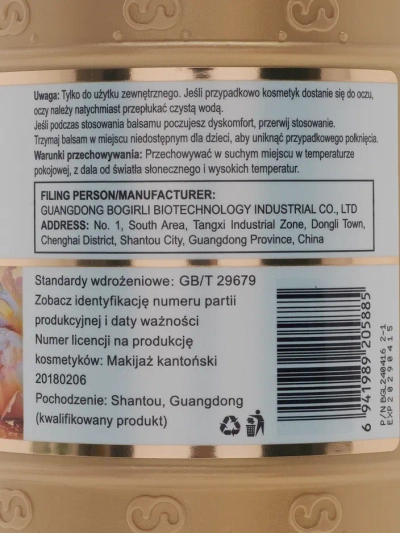 Uwaga: Tylko do użytku zewnętrznego. Jeśli przypadkowo kosmetyk dostanie się do oczu,
oczy należy natychmiast przepłukać czystą wodą.
Jeśli podczas stosowania balsamu poczujesz dyskomfort, przerwij stosowanie.
Trzymaj balsam w miejscu niedostępnym dla dzieci, aby uniknąć przypadkowego połknięcia.
Warunki przechowywania: Przechowywać w suchym miejscu w temperaturze
pokojowej, z dala od światła słonecznego i wysokich temperatur.
FILING PERSON/MANUFACTURER:
GUANGDONG BOGIRLI BIOTECHNOLOGY INDUSTRIAL CO., LTD
ADDRESS: No. 1, South Area, Tangxi Industrial Zone, Dongli Town,
Chenghai District, Shantou City, Guangdong Province, China
Standardy wdrożeniowe: GB/T 29679
Zobacz identyfikację numeru partii
produkcyjnej i daty ważności
Numer licencji na produkcję
kosmetyków: Makijaż kantoński
20180206
Pochodzenie: Shantou, Guangdong
(kwalifikowany produkt)
6 941989 205885
P/N BGL240416 2-1
EXP20290415